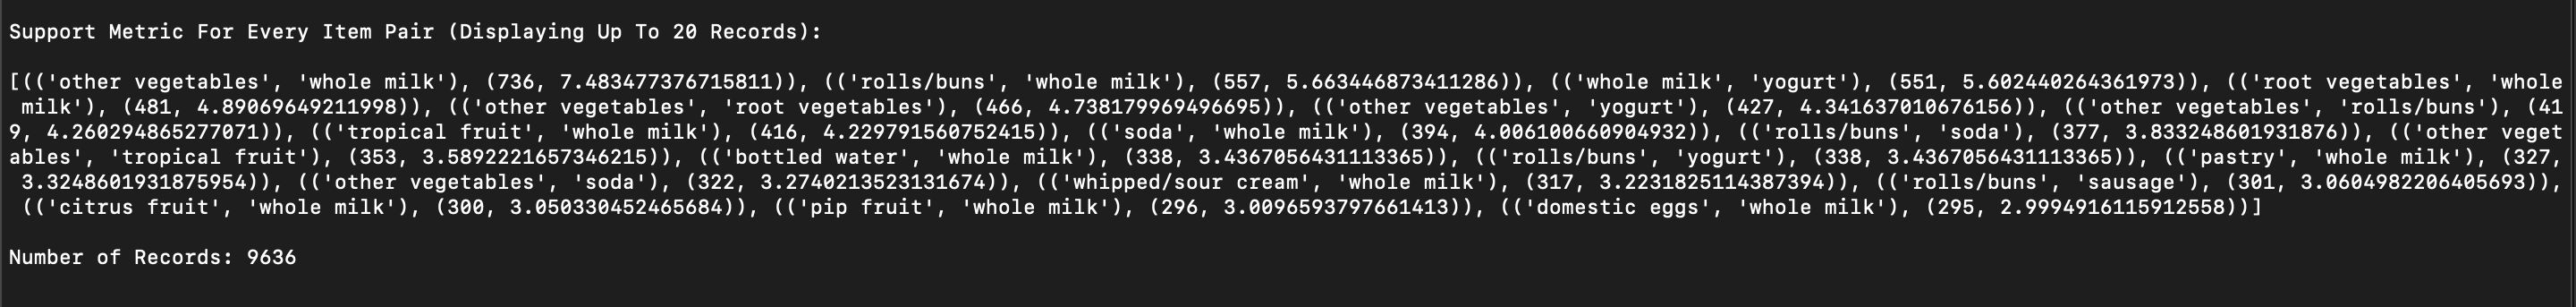 Support Metric For Every Item Pair (Displaying Up To 20 Records):
[(('other vegetables', 'whole milk'), (736, 7.483477376715811)), (('rolls/buns', 'whole milk'), (557, 5.663446873411286)), (('whole milk', 'yogurt'), (551, 5.602440264361973)), (('root vegetables', 'whole
milk'), (481, 4.89069649211998)), (('other vegetables', 'root vegetables'), (466, 4.738179969496695)), (('other vegetables', 'yogurt'), (427, 4.341637010676156)), (('other vegetables', 'rolls/buns'), (41
9, 4.260294865277071)), (('tropical fruit', 'whole milk'), (416, 4.229791560752415)), (('soda', 'whole milk'), (394, 4.006100660904932)), (('rolls/buns', 'soda'), (377, 3.833248601931876)), (('other veget
ables', 'tropical fruit'), (353, 3.5892221657346215)), (('bottled water', 'whole milk'), (338, 3.4367056431113365)), (('rolls/buns', 'yogurt'), (338, 3.4367056431113365)), (('pastry', 'whole milk'), (327,
3.3248601931875954)), (('other vegetables', 'soda'), (322, 3.2740213523131674)), (('whipped/sour cream', 'whole milk'), (317, 3.2231825114387394)), (('rolls/buns', 'sausage'), (301, 3.0604982206405693)),
(('citrus fruit', 'whole milk'), (300, 3.050330452465684)), (('pip fruit', 'whole milk'), (296, 3.0096593797661413)), (('domestic eggs', 'whole milk'), (295, 2.9994916115912558))]
Number of Records: 9636